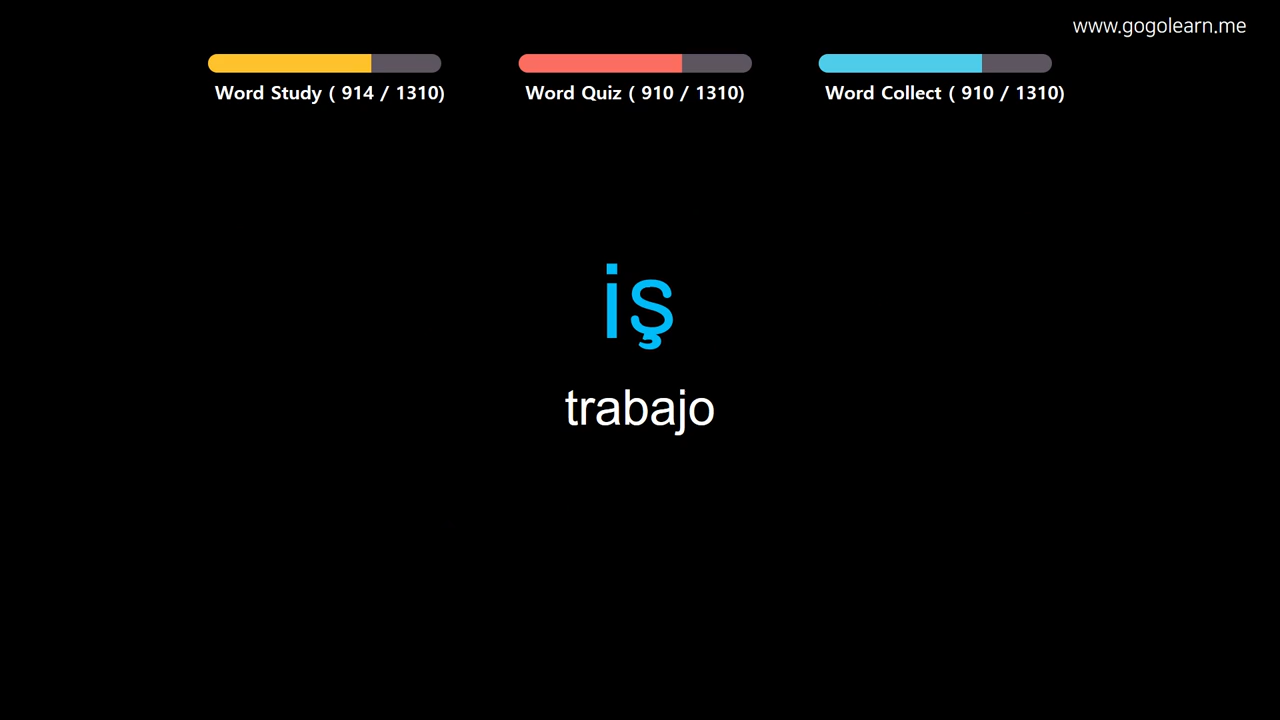 www.gogolearn.me
Word Study ( 914 / 1310)
Word Quiz ( 910 / 1310)
Word Collect ( 910 / 1310)
iş
trabajo